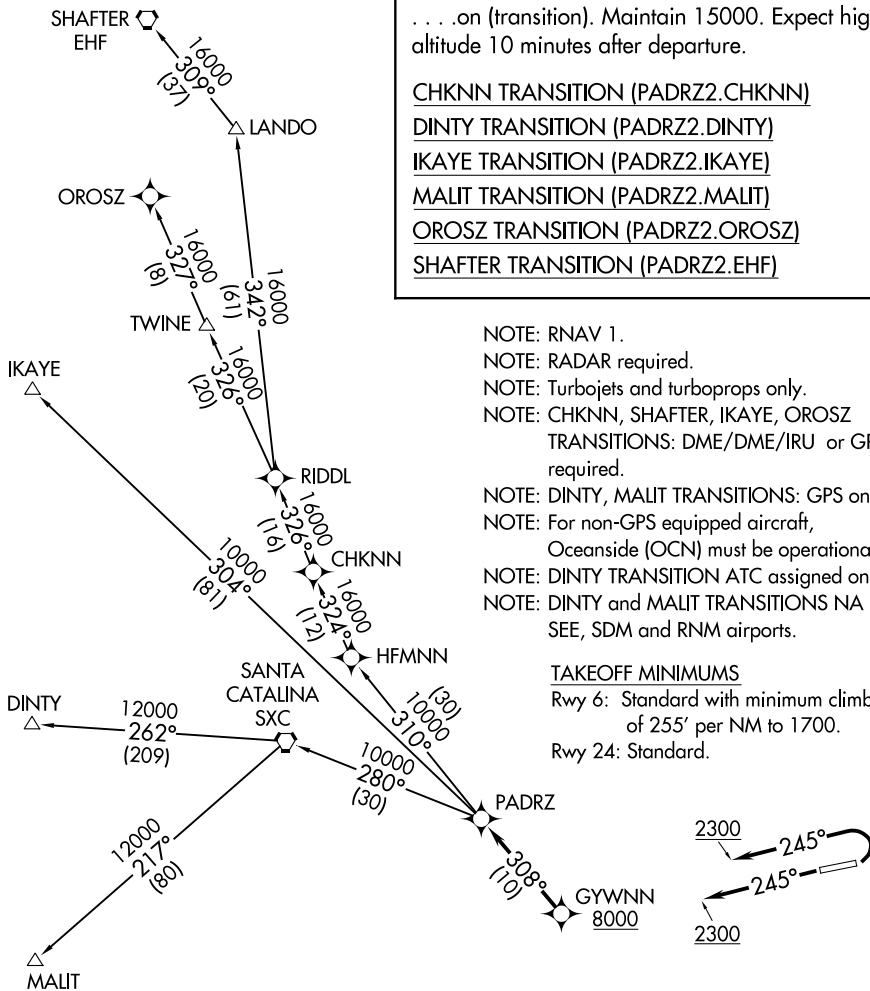 . . . .on (transition). Maintain 15000. Expect
altitude 10 minutes after departure.
CHKNN TRANSITION (PADRZ2.CHKNN)
DINTY TRANSITION (PADRZ2.DINTY)
IKAYE TRANSITION (PADRZ2.IKAYE)
MALIT TRANSITION (PADRZ2.MALIT)
OROSZ TRANSITION (PADRZ2.OROSZ)
SHAFTER TRANSITION (PADRZ2.EHF)
SHAFTER
EHF
16000
309°
(37)
LANDO
OROSZ
16000
327°
(8)
16000
342°
(61)
TWINE
16000
326°
(20)
IKAYE
RIDDL
16000
326°
(16)
CHKNN
10000
304°
(81)
16000
324°
(12)
HFMNN
SANTA
CATALINA
SXC
(30)
10000
310°
DINTY
12000
262°
(209)
10000
280°
(30)
PADRZ
12000
217°
(80)
308°
(10)
GYWNN
8000
MALIT
NOTE: RNAV 1.
NOTE: RADAR required.
NOTE: Turbojets and turboprops only.
NOTE: CHKNN, SHAFTER, IKAYE, OROSZ
TRANSITIONS: DME/DME/IRU or
required.
NOTE: DINTY, MALIT TRANSITIONS: GPS
NOTE: For non-GPS equipped aircraft,
Oceanside (OCN) must be
NOTE: DINTY TRANSITION ATC assigned
NOTE: DINTY and MALIT TRANSITIONS NA
SEE, SDM and RNM airports.
TAKEOFF MINIMUMS
Rwy 6: Standard with minimum climb
of 255' per NM to 1700.
Rwy 24: Standard.
2300
245°
245°
2300